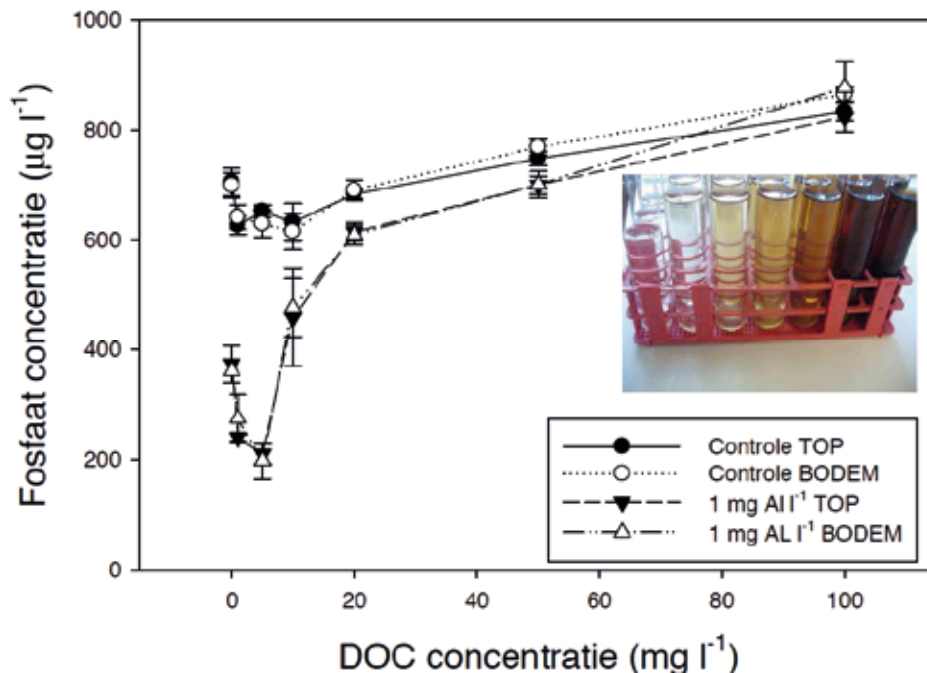 1000
800
600
400
200
0
Fosfaat concentratie (µg l-1)
0 20 40 60 80 100
DOC concentratie (mg l-1)
Controle TOP
Controle BODEM
1 mg Al l-1 TOP
1 mg AL l-1 BODEM